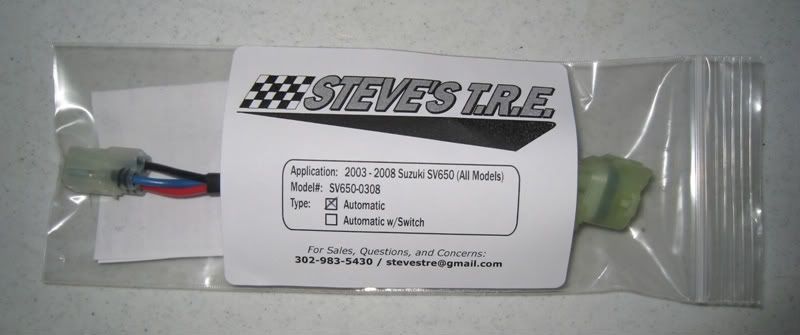 STEVE'S T.R.E.
Application: 2003 - 2008 Suzuki SV650 (All Models)
Model#: SV650-0308
Type: ☒ Automatic
☐ Automatic w/Switch
For Sales, Questions, and Concerns:
302-983-5430 / stevestre@gmail.com